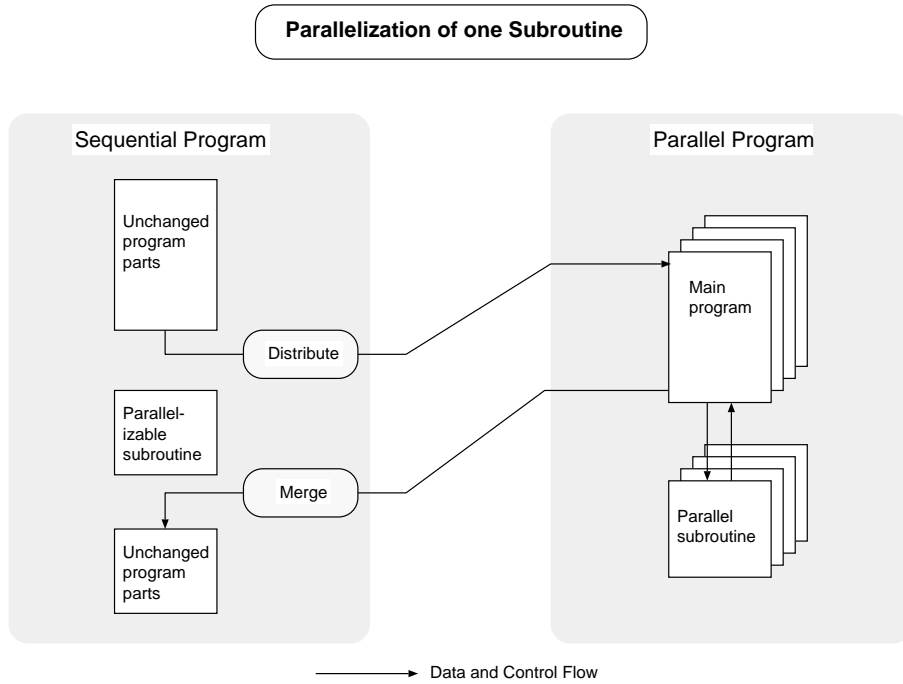 Parallelization of one Subroutine
Sequential Program
Unchanged
program
parts
Distribute
Parallel-
izable
subroutine
Merge
Unchanged
program
parts
Parallel Program
Main
program
Parallel
subroutine
Data and Control Flow